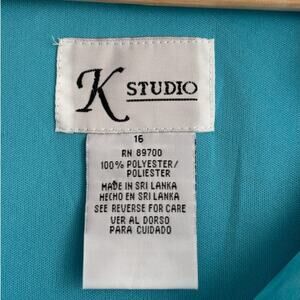 K STUDIO
16
RN 89700
100% POLYESTER/
POLIESTER
MADE IN SRI LANKA
HECHO EN SRI LANKA
SEE REVERSE FOR CARE
VER AL DORSO
PARA CUIDADO